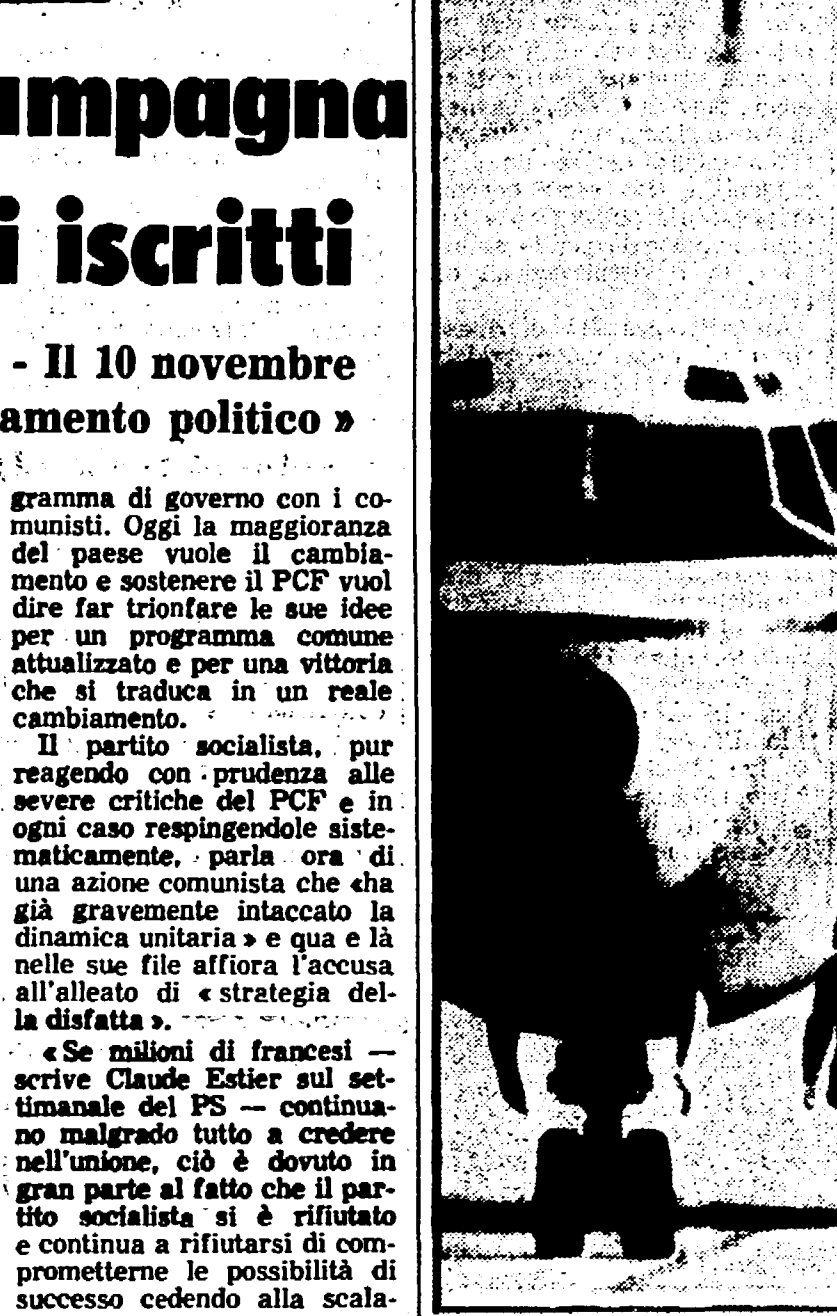 mpagna
i iscritti
- Il 10 novembre
amento politico »
gramma di governo con i co-
munisti. Oggi la maggioranza
del paese vuole il cambia-
mento e sostenere il PCF vuol
dire far trionfare le sue idee
per un programma comune
attualizzato e per una vittoria
che si traduca in un reale
cambiamento.
Il partito socialista, pur
reagendo con prudenza alle
severe critiche del PCF e in
ogni caso respingendole siste-
maticamente, parla ora di
una azione comunista che «ha
già gravemente intaccato la
dinamica unitaria » e qua e là
nelle sue file affiora l'accusa
all'alleato di « strategia del-
la disfatta ».
« Se milioni di francesi —
scrive Claude Estier sul set-
timanale del PS — continua-
no malgrado tutto a credere
nell'unione, ciò è dovuto in
gran parte al fatto che il par-
tito socialista si è rifiutato
e continua a rifiutarsi di com-
prometterne le possibilità di
successo cedendo alla scala-